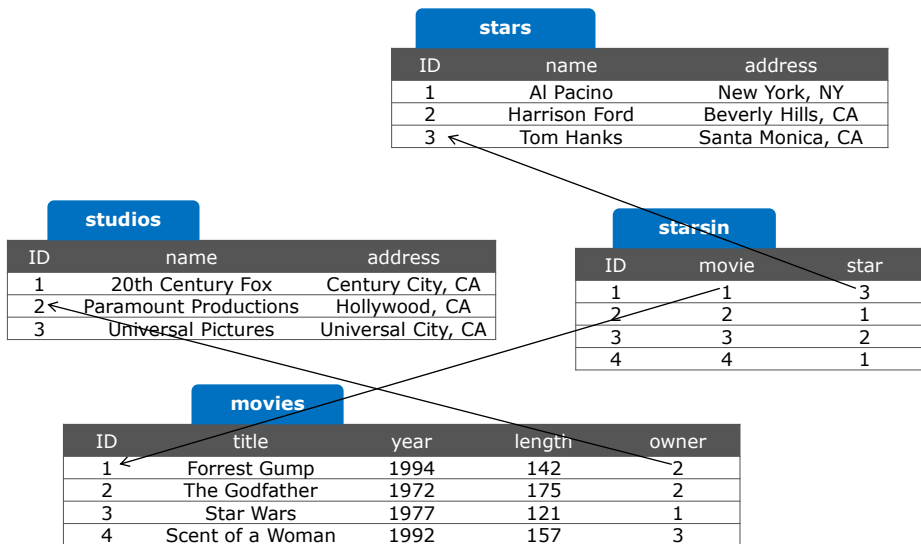 stars
ID name address
1 Al Pacino New York, NY
2 Harrison Ford Beverly Hills, CA
3 Tom Hanks Santa Monica, CA
studios
ID name address
1 20th Century Fox Century City, CA
2 Paramount Productions Hollywood, CA
3 Universal Pictures Universal City, CA
starsin
ID movie star
1 1 3
2 2 1
3 3 2
4 4 1
movies
ID title year length owner
1 Forrest Gump 1994 142 2
2 The Godfather 1972 175 2
3 Star Wars 1977 121 1
4 Scent of a Woman 1992 157 3